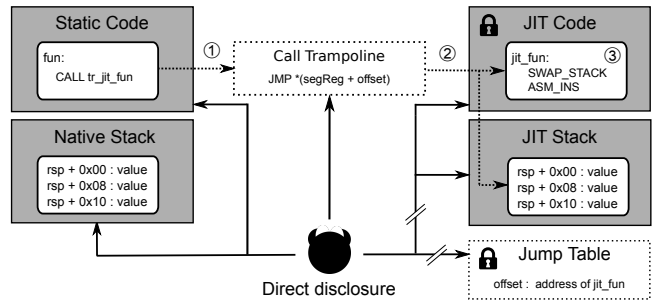 Static Code
fun:
CALL tr_jit_fun
①
Call Trampoline
JMP *(segReg + offset)
②
JIT Code
jit_fun:
③
SWAP_STACK
ASM_INS
Native Stack
rsp + 0x00 : value
rsp + 0x08 : value
rsp + 0x10 : value
JIT Stack
rsp + 0x00 : value
rsp + 0x08 : value
rsp + 0x10 : value
Direct disclosure
Jump Table
offset : address of jit_fun